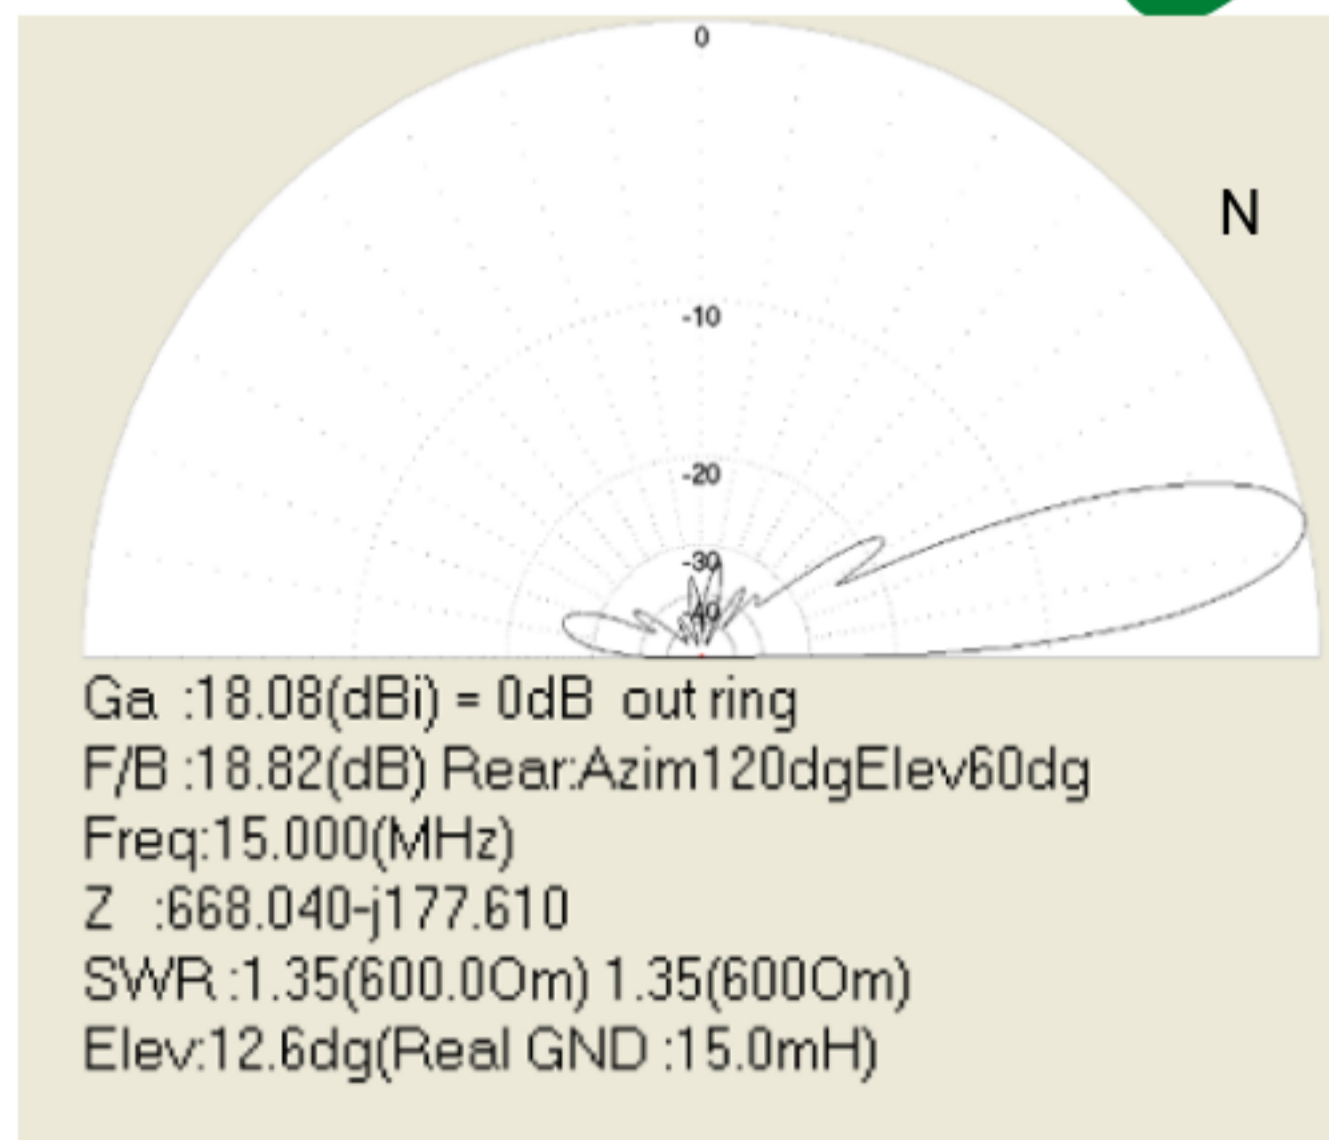 0
N
-10
-20
-30
-40
Ga :18.08(dBi) = 0dB out ring
F/B :18.82(dB) Rear:Azim120dgElev60dg
Freq:15.000(MHz)
Z :668.040-j177.610
SWR :1.35(600.0Om) 1.35(600Om)
Elev:12.6dg(Real GND :15.0mH)